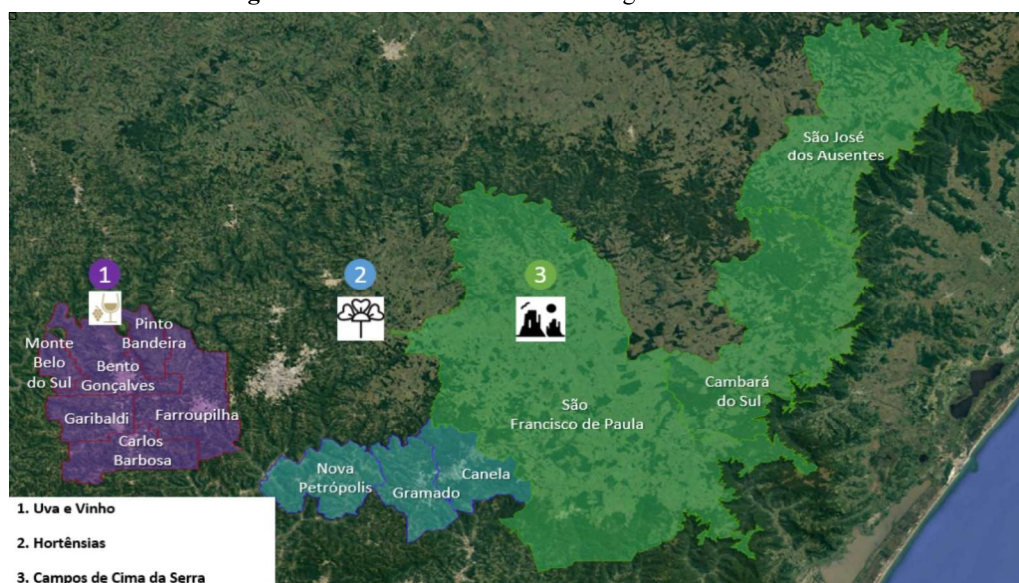 São José
dos Ausentes
1
2
3
Pinto
Bandeira
Monte
Belo
do Sul
Bento
Gonçalves
Garibaldi
Farroupilha
Carlos
Barbosa
Cambará
do Sul
São
Francisco de Paula
Nova
Petrópolis
Gramado
Canela
1. Uva e Vinho
2. Hortênsias
3. Campos de Cima da Serra